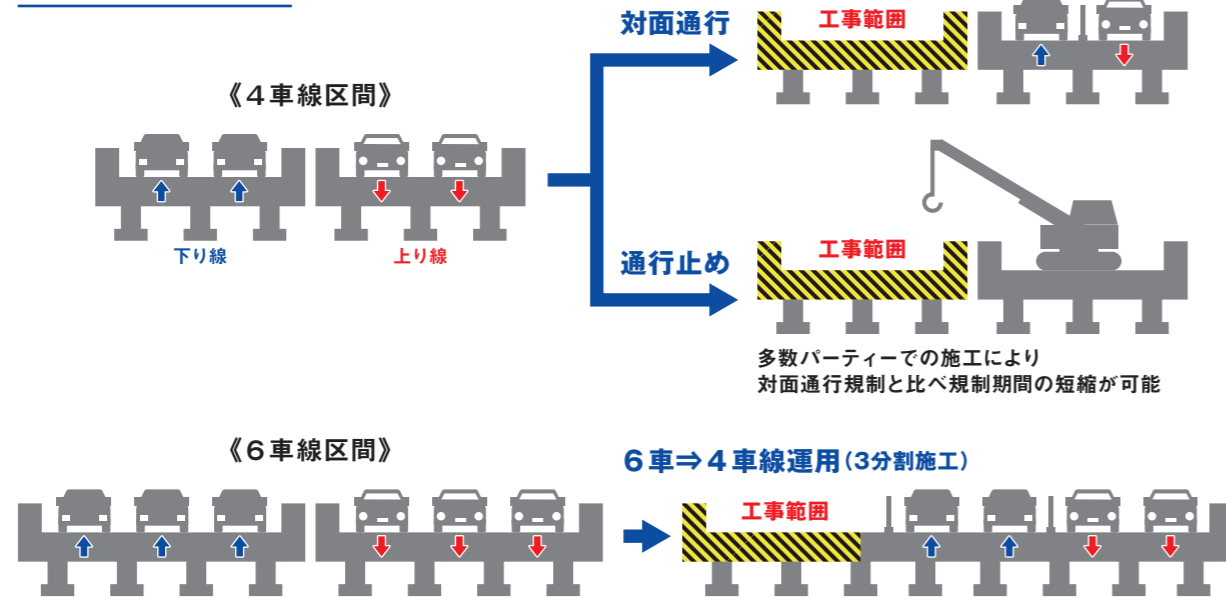 対面通行
工事範囲
《4車線区間》
下り線
上り線
通行止め
工事範囲
多数パーティーでの施工により
対面通行規制と比べ規制期間の短縮が可能
《6車線区間》
6車⇒4車線運用(3分割施工)
工事範囲